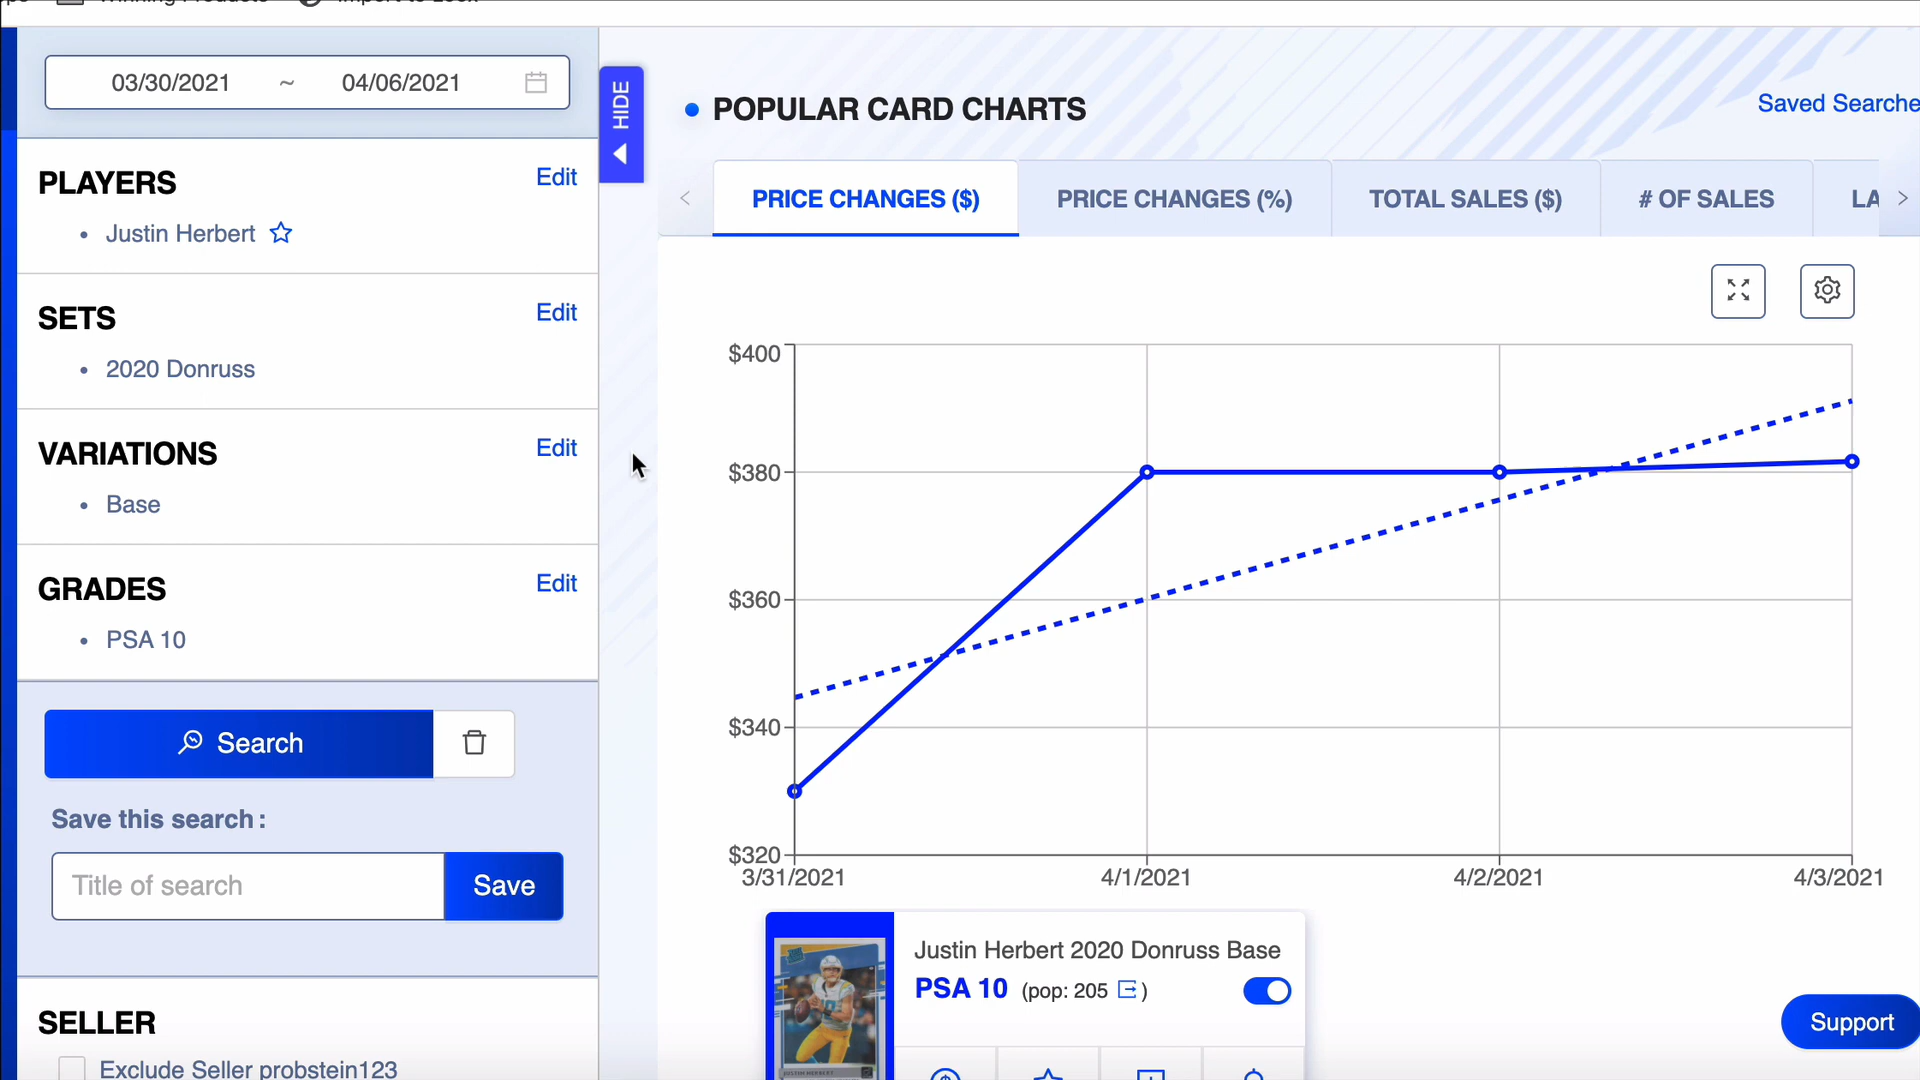 03/30/2021 ~ 04/06/2021
HIDE
POPULAR CARD CHARTS
Saved Searche
PLAYERS Edit
• Justin Herbert
PRICE CHANGES ($) PRICE CHANGES (%) TOTAL SALES ($) # OF SALES LA
SETS Edit
• 2020 Donruss
VARIATIONS Edit
• Base
GRADES Edit
• PSA 10
Search
Save this search :
Title of search Save
SELLER
Exclude Seller probstein123
$400
$380
$360
$340
$320
3/31/2021 4/1/2021 4/2/2021 4/3/2021
Justin Herbert 2020 Donruss Base
PSA 10 (pop: 205 )
JUSTIN HERBERT
Support